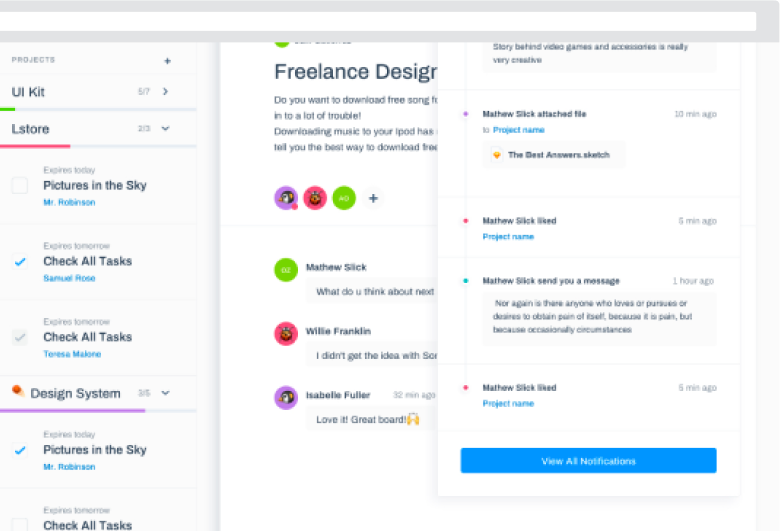 PROJECTS
+
UI Kit
5/7
Lstore
2/3
Expires today
Pictures in the Sky
Mr. Robinson
Expires tomorrow
Check All Tasks
Samuel Rose
Expires tomorrow
Check All Tasks
Teresa Malone
Design System
3/5
Expires today
Pictures in the Sky
Mr. Robinson
Expires tomorrow
Check All Tasks
Freelance Design
Do you want to download free song
in to a lot of trouble!
Downloading music to your Ipod has
tell you the best way to download free
AO
+
OZ
Mathew Slick
What do u think about next
Willie Franklin
I didn't get the idea with
Isabelle Fuller
32 min ago
Love it! Great board!🙌
Story behind video games and accessories is really
very creative
Mathew Slick attached file
10 min ago
to Project name
The Best Answers.sketch
Mathew Slick liked
5 min ago
Project name
Mathew Slick send you a message
1 hour ago
Nor again is there anyone who loves or pursues or
desires to obtain pain of itself, because it is pain, but
because occasionally circumstances
Mathew Slick liked
5 min ago
Project name
View All Notifications